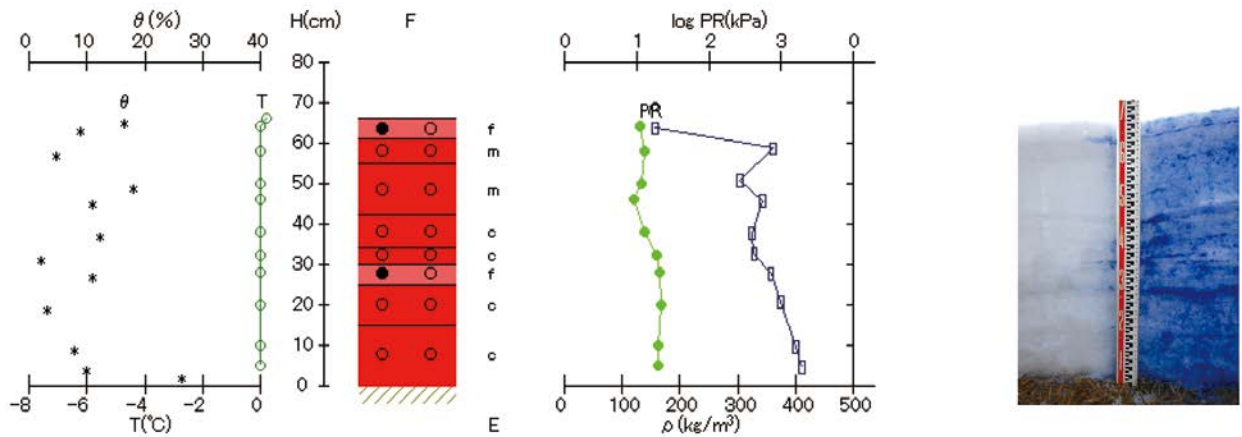 θ(%) H(cm) F log PR(kPa)
0 10 20 30 40 0 1 2 3 0
80
70
60
50
40
30
20
10
0
θ T
f
m
m
c
c
f
c
c
E
-8 -6 -4 -2 0
T(℃)
0 100 200 300 400 500
ρ (kg/m³)